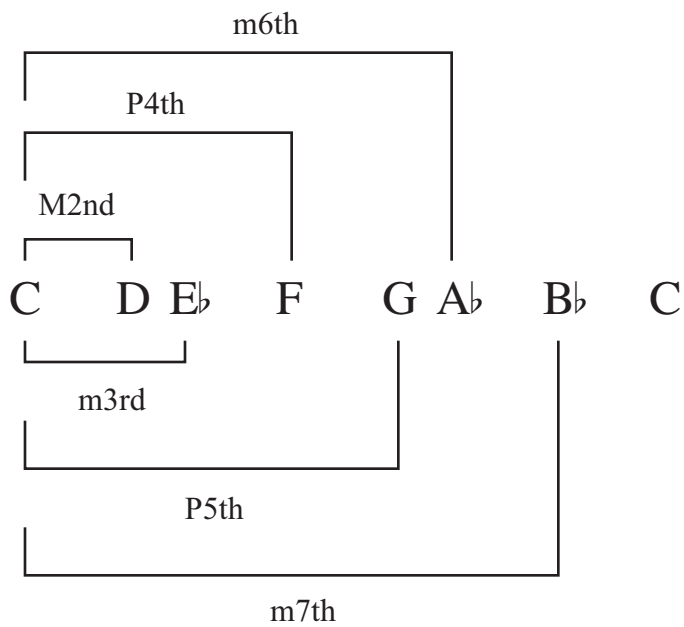 m6th
P4th
M2nd
C D E♭ F G A♭ B♭ C
m3rd
P5th
m7th